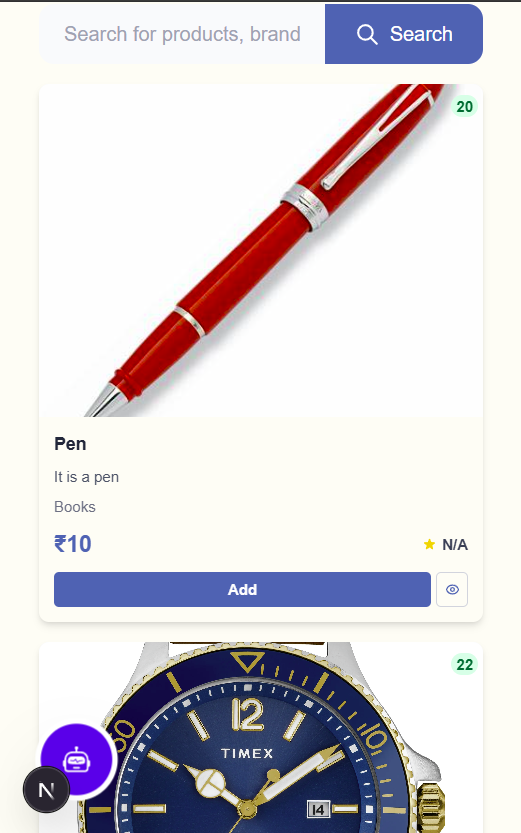 Search for products, brand
Search
20
Pen
It is a pen
Books
₹10
N/A
Add
22
12
TIMEX
10
14
N